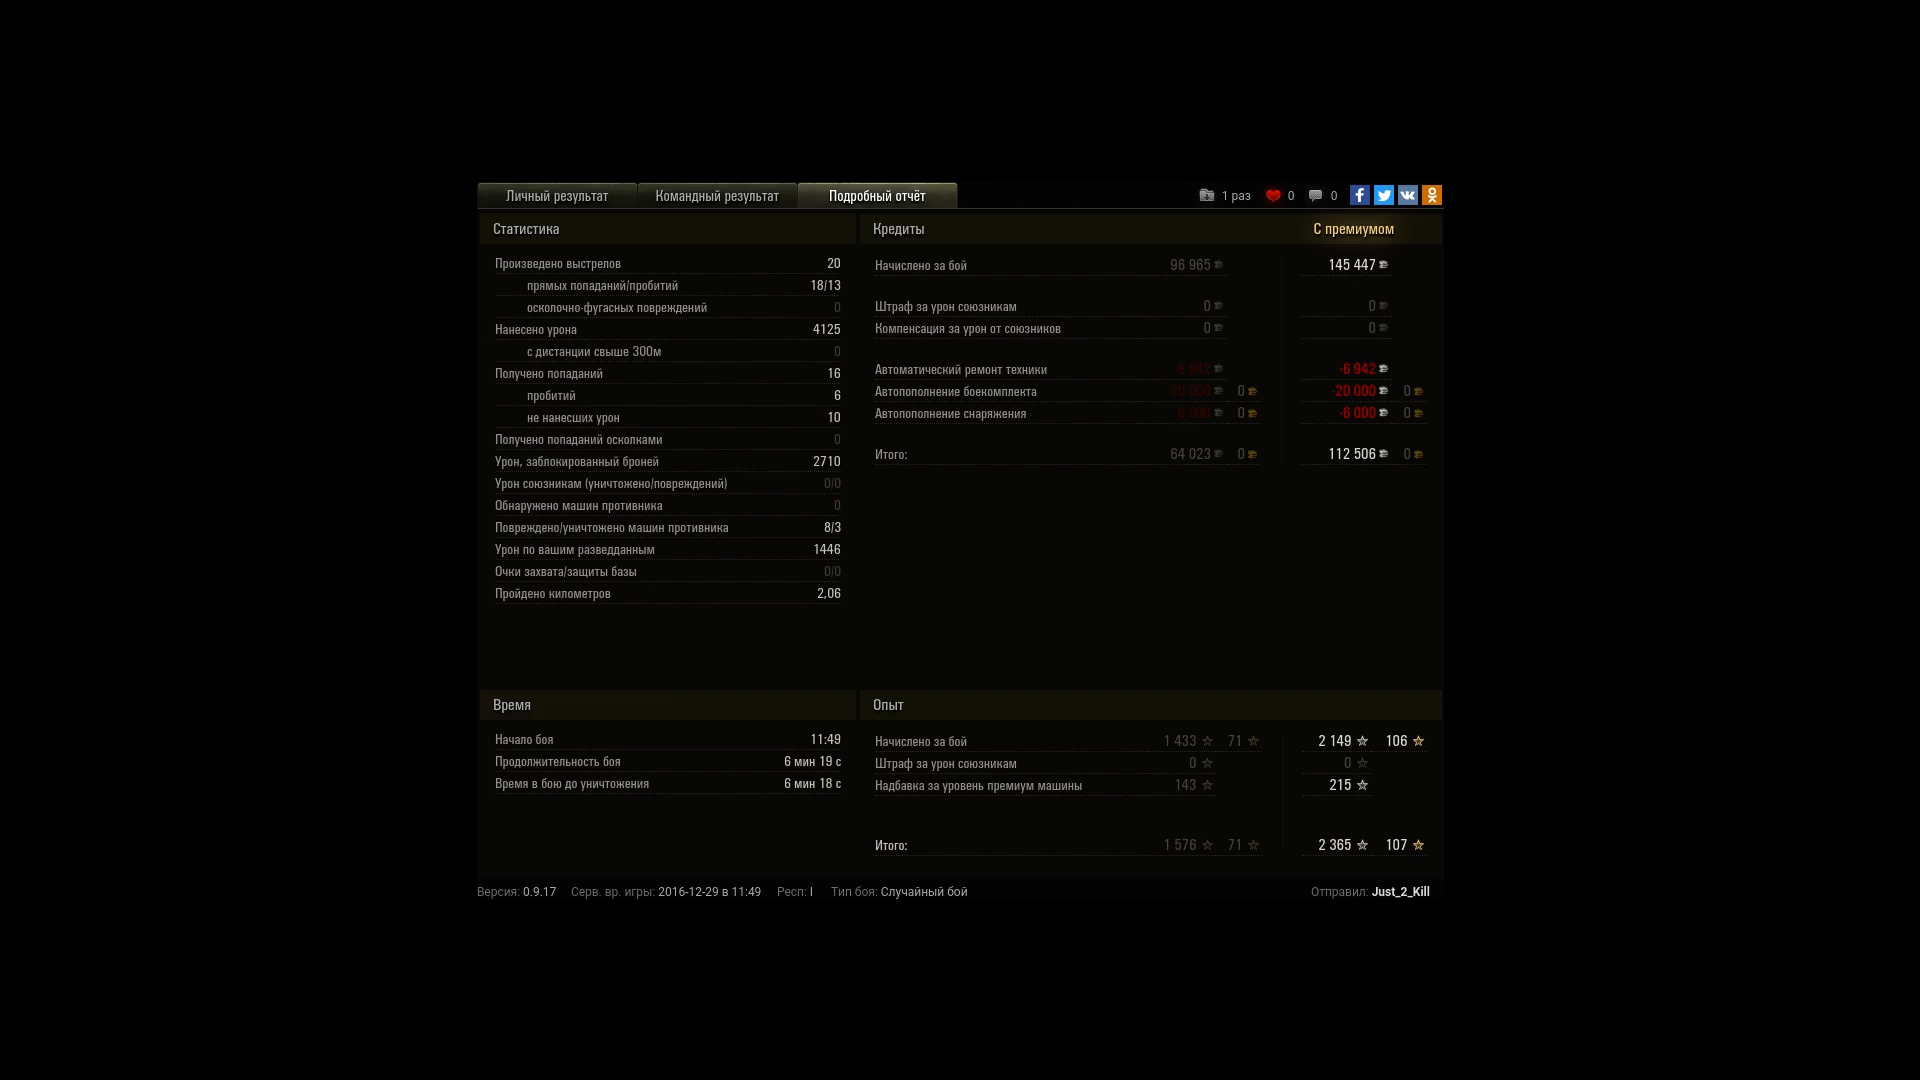 Личный результат Командный результат Подробный отчёт 1 раз 0 0
Статистика
Произведено выстрелов 20
прямых попаданий/пробитий 18/13
осколочно-фугасных повреждений 0
Нанесено урона 4125
с дистанции свыше 300м 0
Получено попаданий 16
пробитий 6
не нанесших урон 10
Получено попаданий осколками 0
Урон, заблокированный броней 2710
Урон союзникам (уничтожено/повреждений) 0/0
Обнаружено машин противника 0
Повреждено/уничтожено машин противника 8/3
Урон по вашим разведданным 1446
Очки захвата/защиты базы 0/0
Пройдено километров 2,06
Кредиты С премиумом
Начислено за бой 96 965 145 447
Штраф за урон союзникам 0 0
Компенсация за урон от союзников 0 0
Автоматический ремонт техники -6 942 -6 942
Автопополнение боекомплекта -20 000 0 -20 000 0
Автопополнение снаряжения -6 000 0 -6 000 0
Итого: 64 023 0 112 506 0
Время
Начало боя 11:49
Продолжительность боя 6 мин 19 с
Время в бою до уничтожения 6 мин 18 с
Опыт
Начислено за бой 1 433 71 2 149 106
Штраф за урон союзникам 0 0
Надбавка за уровень премиум машины 143 215
Итого: 1 576 71 2 365 107
Версия: 0.9.17 Серв. вр. игры: 2016-12-29 в 11:49 Респ: I Тип боя: Случайный бой Отправил: Just_2_Kill